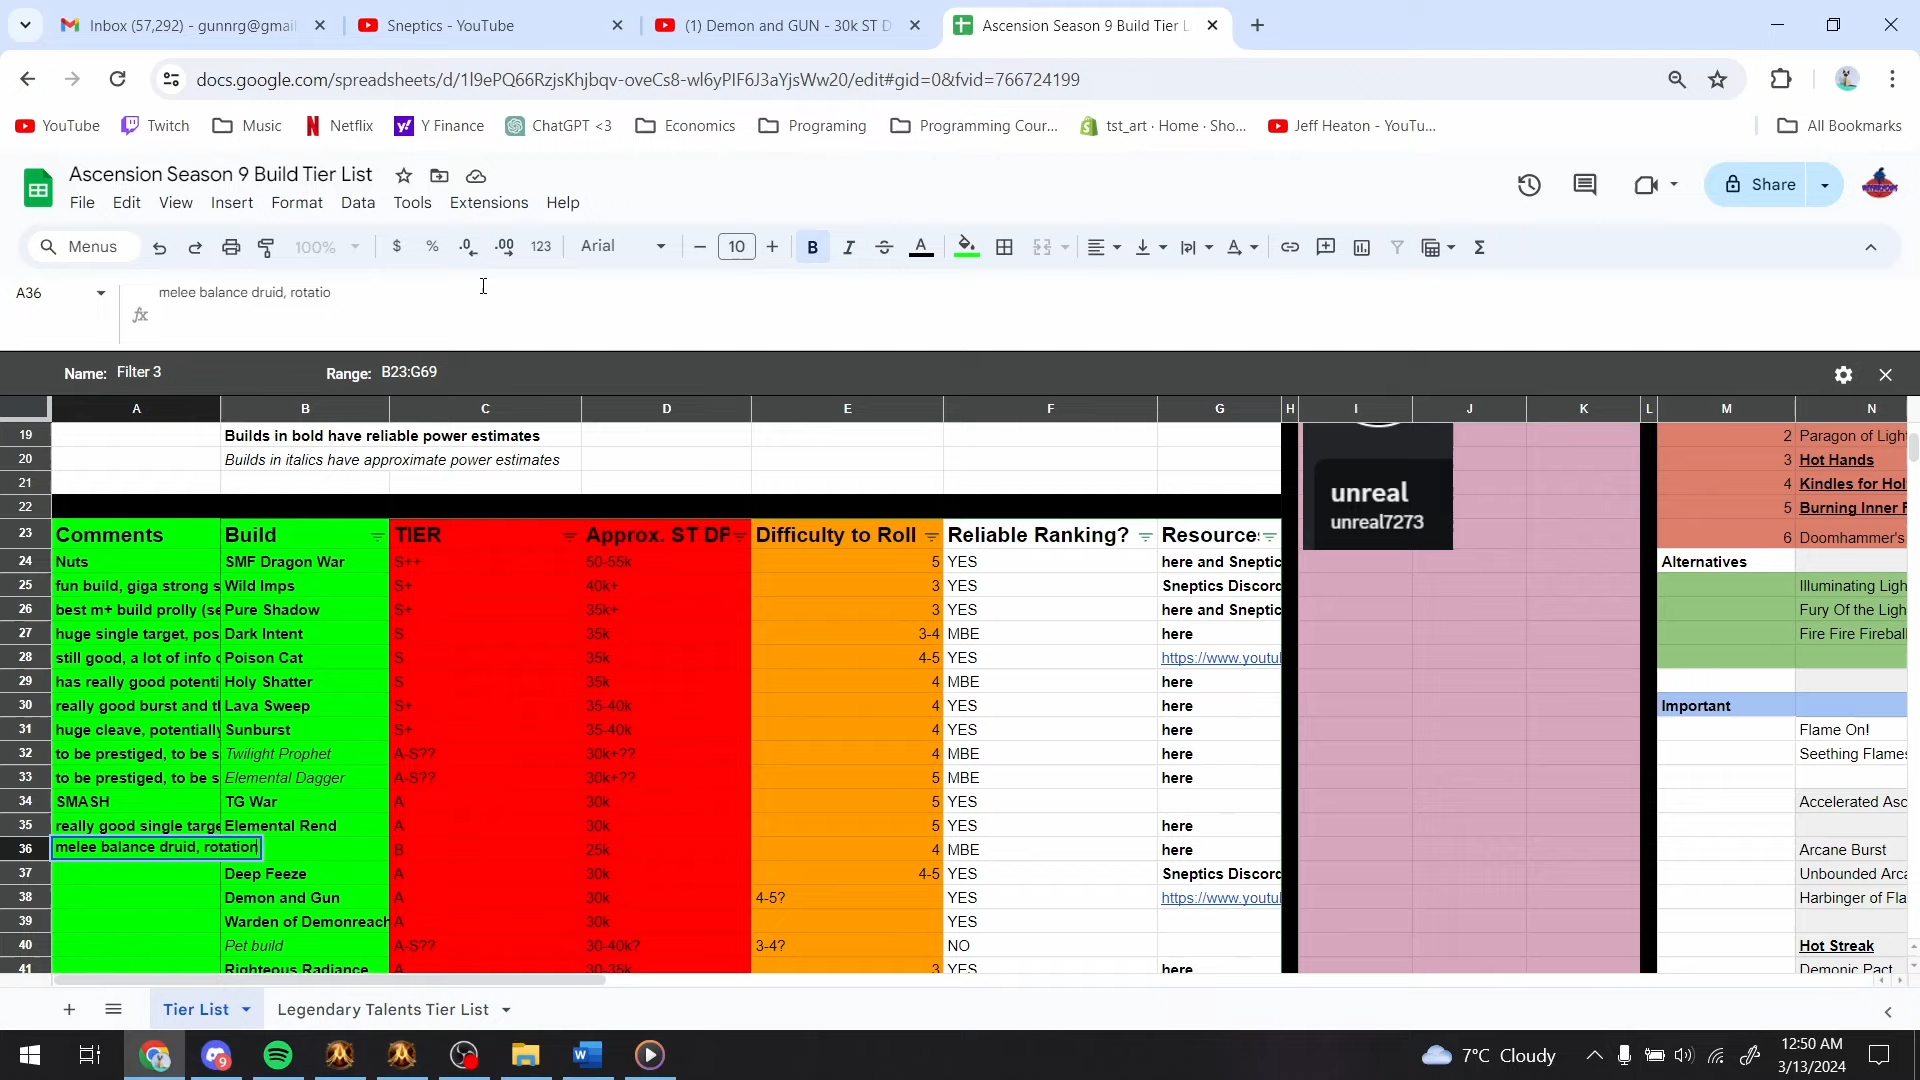 Inbox (57,292) - gunnrg@gmai
Sneptics - YouTube
(1) Demon and GUN - 30k ST D
Ascension Season 9 Build Tier L
docs.google.com/spreadsheets/d/1l9ePQ66RzjsKhjbqv-oveCs8-wl6yPIF6J3aYjsWw20/edit#gid=0&fvid=766724199
YouTube Twitch Music Netflix Y Finance ChatGPT <3 Economics Programing Programming Cour... tst_art · Home · Sho... Jeff Heaton - YouTu... All Bookmarks
Ascension Season 9 Build Tier List
Share
File Edit View Insert Format Data Tools Extensions Help
Menus 100% $ % .0 .00 123 Arial 10 B I S A
A36
melee balance druid, rotatio
fx
Name: Filter 3 Range: B23:G69
A B C D E F G H I J K L M N
19 Builds in bold have reliable power estimates 2 Paragon of Ligh
20 Builds in italics have approximate power estimates 3 Hot Hands
21 4 Kindles for Hol
22 5 Burning Inner F
23 Comments Build TIER Approx. ST DP Difficulty to Roll Reliable Ranking? Resource 6 Doomhammer's
24 Nuts SMF Dragon War S++ 50-55k 5 YES here and Sneptic Alternatives
25 fun build, giga strong s Wild Imps S+ 40k+ 3 YES Sneptics Discord Illuminating Ligh
26 best m+ build prolly (se Pure Shadow S+ 35k+ 3 YES here and Sneptic Fury Of the Ligh
27 huge single target, pos Dark Intent S 35k 3-4 MBE here Fire Fire Firebal
28 still good, a lot of info o Poison Cat S 35k 4-5 YES https://www.youtu
29 has really good potenti Holy Shatter S 35k 4 MBE here
30 really good burst and t Lava Sweep S+ 35-40k 4 YES here Important
31 huge cleave, potentially Sunburst S+ 35-40k 4 YES here Flame On!
32 to be prestiged, to be s Twilight Prophet A-S?? 30k+?? 4 MBE here Seething Flames
33 to be prestiged, to be s Elemental Dagger A-S?? 30k+?? 5 MBE here
34 SMASH TG War A 30k 5 YES Accelerated Asc
35 really good single targe Elemental Rend A 30k 5 YES here
36 melee balance druid, rotation B 25k 4 MBE here Arcane Burst
37 Deep Feeze A 30k 4-5 YES Sneptics Discord Unbounded Arca
38 Demon and Gun A 30k 4-5? YES https://www.youtu Harbinger of Fla
39 Warden of Demonreach A 30k YES
40 Pet build A-S?? 30-40k? 3-4? NO Hot Streak
41 Righteous Radiance A 30-35k 3 YES here Demonic Pact
unreal
unreal7273
Tier List Legendary Talents Tier List
9
7°C Cloudy
12:50 AM
3/13/2024